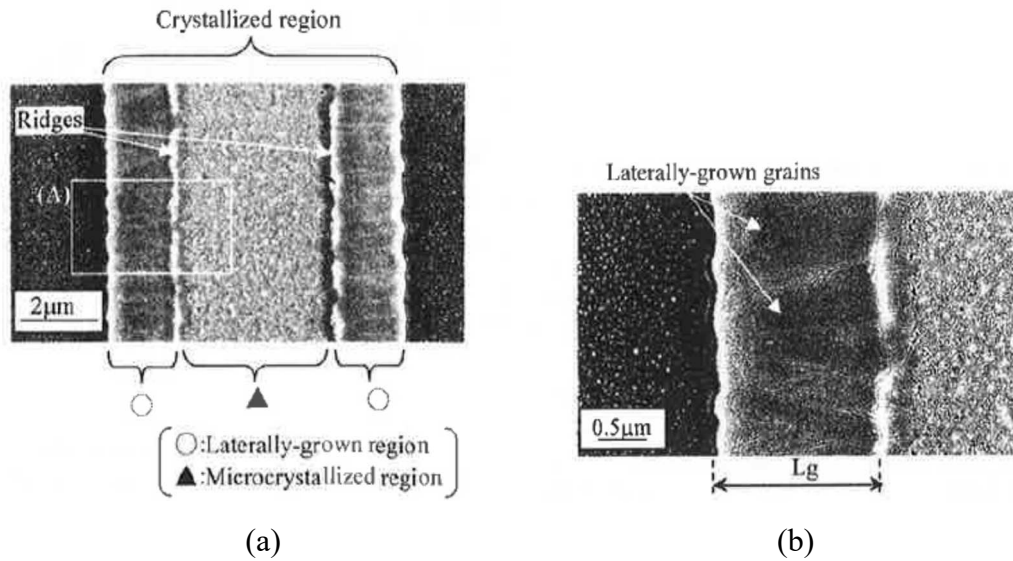 Crystallized region
Ridges
(A)
2μm
○:Laterally-grown region
▲:Microcrystallized region
(a)
Laterally-grown grains
0.5μm
Lg
(b)